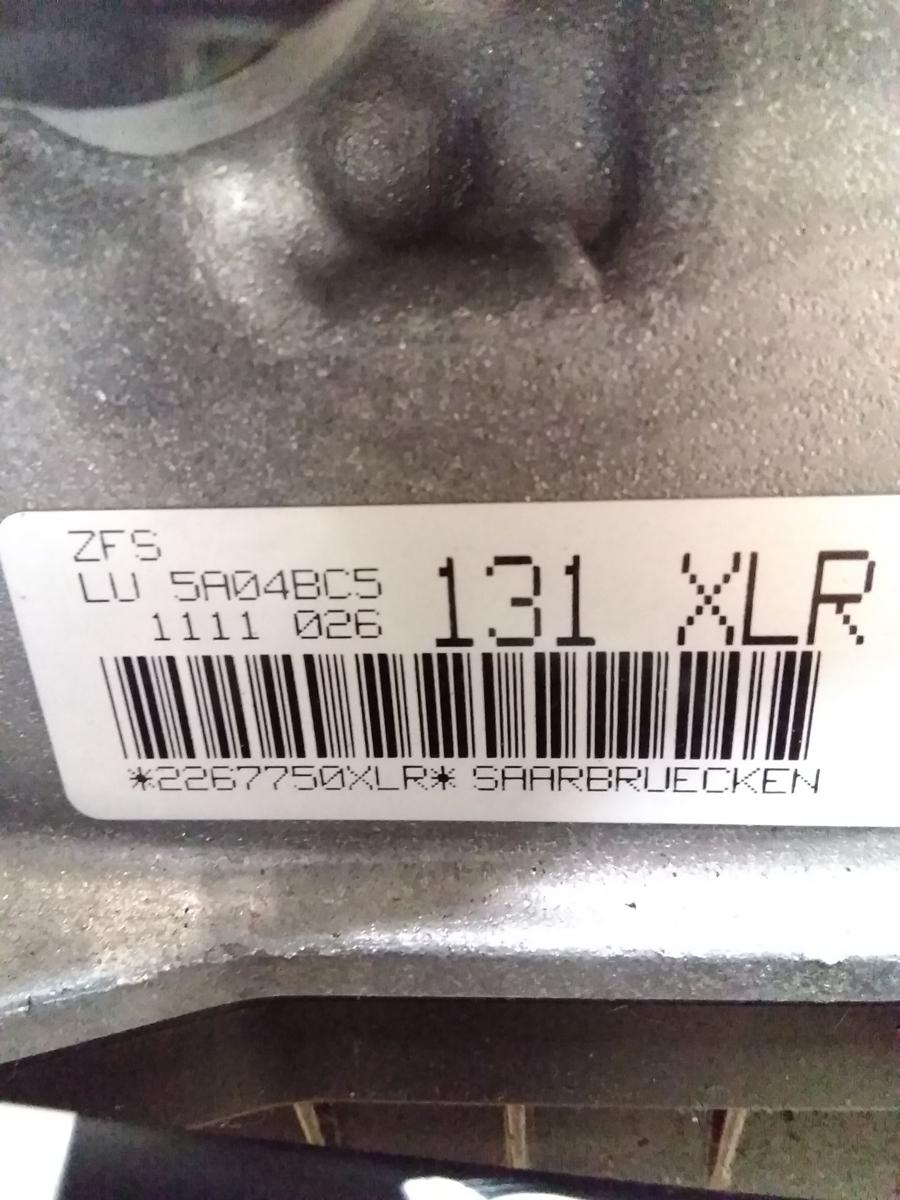 ZFS
LU 5A04BC5
1111 026
131 XLR
*2267750XLR* SAARBRUECKEN